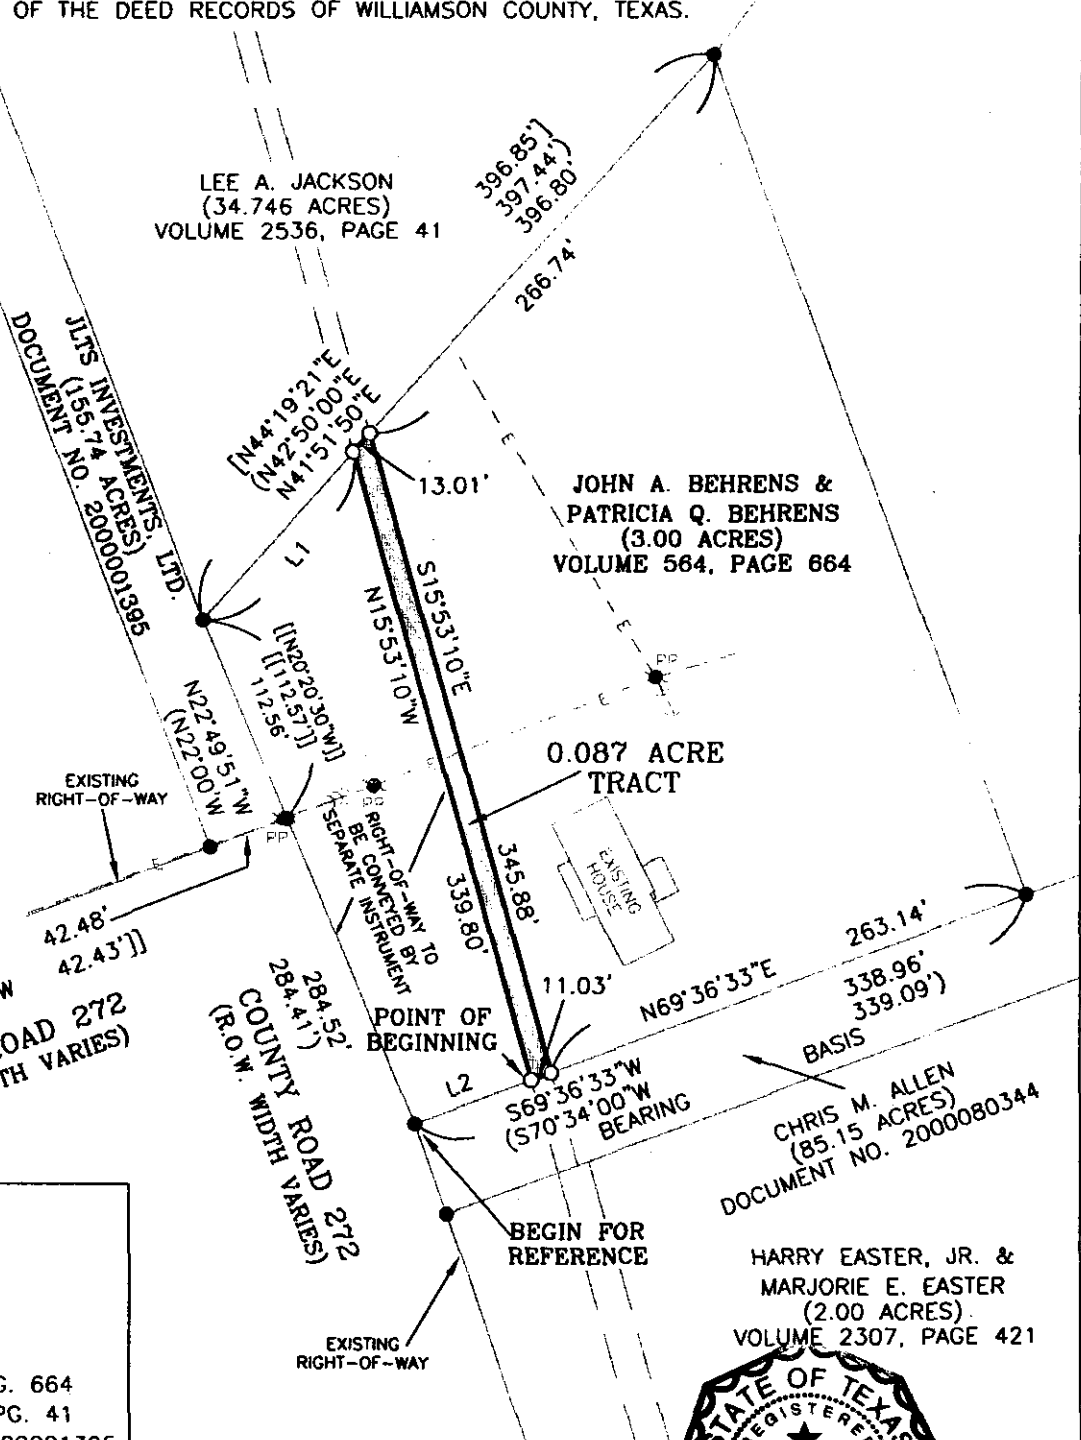 OF THE DEED RECORDS OF WILLIAMSON COUNTY, TEXAS.
LEE A. JACKSON
(34.746 ACRES)
VOLUME 2536, PAGE 41
396.85']
397.44')
396.80'
266.74'
JLTS INVESTMENTS, LTD.
(155.74 ACRES)
DOCUMENT NO. 2000001395
[N44°19'21"E
(N42°50'00"E
N41°51'50"E
13.01'
JOHN A. BEHRENS &
PATRICIA Q. BEHRENS
(3.00 ACRES)
VOLUME 564, PAGE 664
L1
S15°53'10"E
N15°53'10"W
[[N20°20'30"W]]
[[112.57']]
112.56'
N22°49'51"W
(N22°00'W
E
E
E
E
E
PP
PP
PP
0.087 ACRE
TRACT
EXISTING
RIGHT-OF-WAY
RIGHT-OF-WAY TO
BE CONVEYED BY
SEPARATE INSTRUMENT
345.88'
339.80'
EXISTING
HOUSE
42.48'
42.43']]
W
OAD 272
TH VARIES)
284.52'
284.41')
COUNTY ROAD 272
(R.O.W. WIDTH VARIES)
POINT OF
BEGINNING
11.03'
263.14'
N69°36'33"E
338.96'
339.09')
L2
S69°36'33"W
(S70°34'00"W
BEARING
BASIS
CHRIS M. ALLEN
(85.15 ACRES)
DOCUMENT NO. 2000080344
BEGIN FOR
REFERENCE
HARRY EASTER, JR. &
MARJORIE E. EASTER
(2.00 ACRES)
VOLUME 2307, PAGE 421
EXISTING
RIGHT-OF-WAY
G. 664
PG. 41
STATE OF TEXAS
REGISTERE